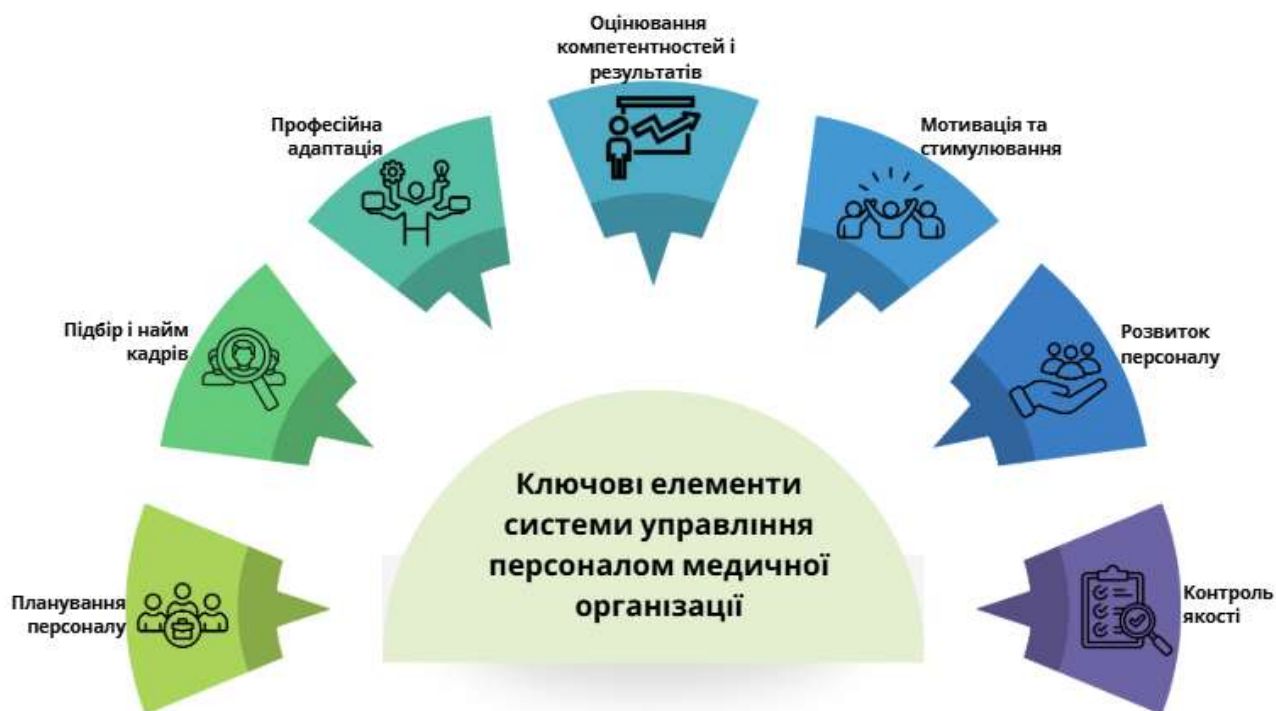 Оцінювання
компетентностей і
результатів
Професійна
адаптація
Мотивація та
стимулювання
Підбір і найм
кадрів
Розвиток
персоналу
Ключові елементи
системи управління
персоналом медичної
організації
Планування
персоналу
Контроль
якості